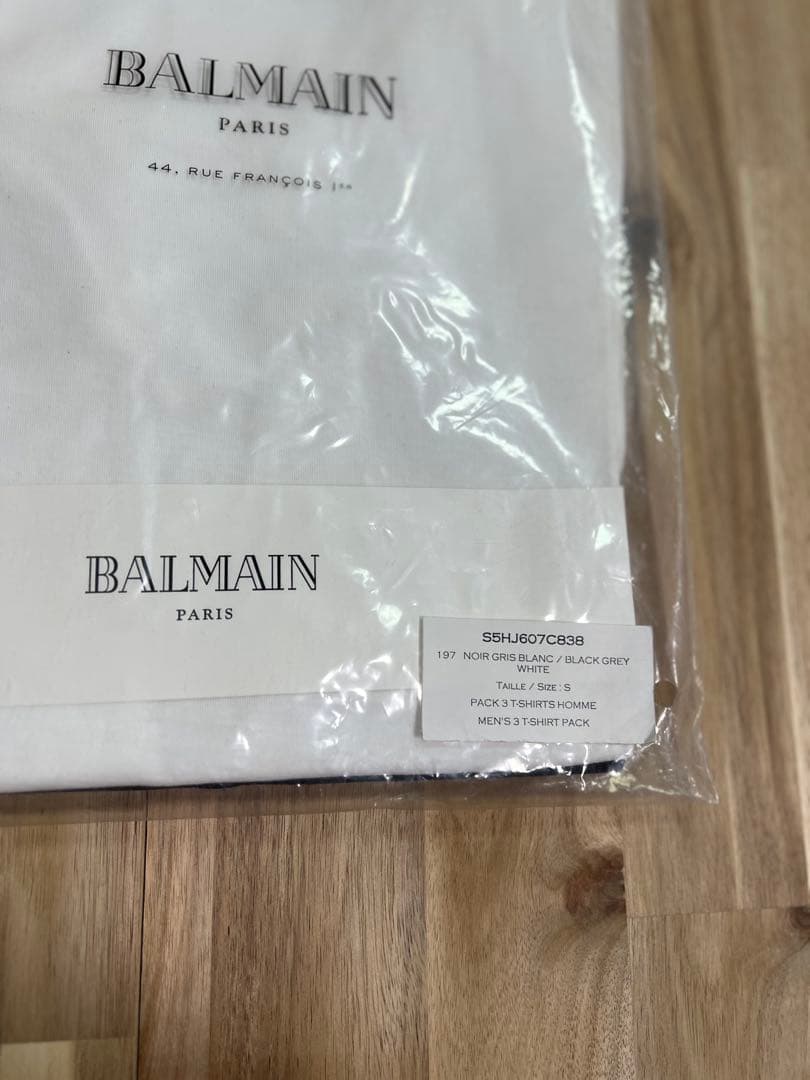 BALMAIN
PARIS
44, RUE FRANÇOIS 1ER
BALMAIN
PARIS
S5HJ607C838
197 NOIR GRIS BLANC / BLACK GREY
WHITE
TAILLE / SIZE : S
PACK 3 T-SHIRTS HOMME
MEN'S 3 T-SHIRT PACK